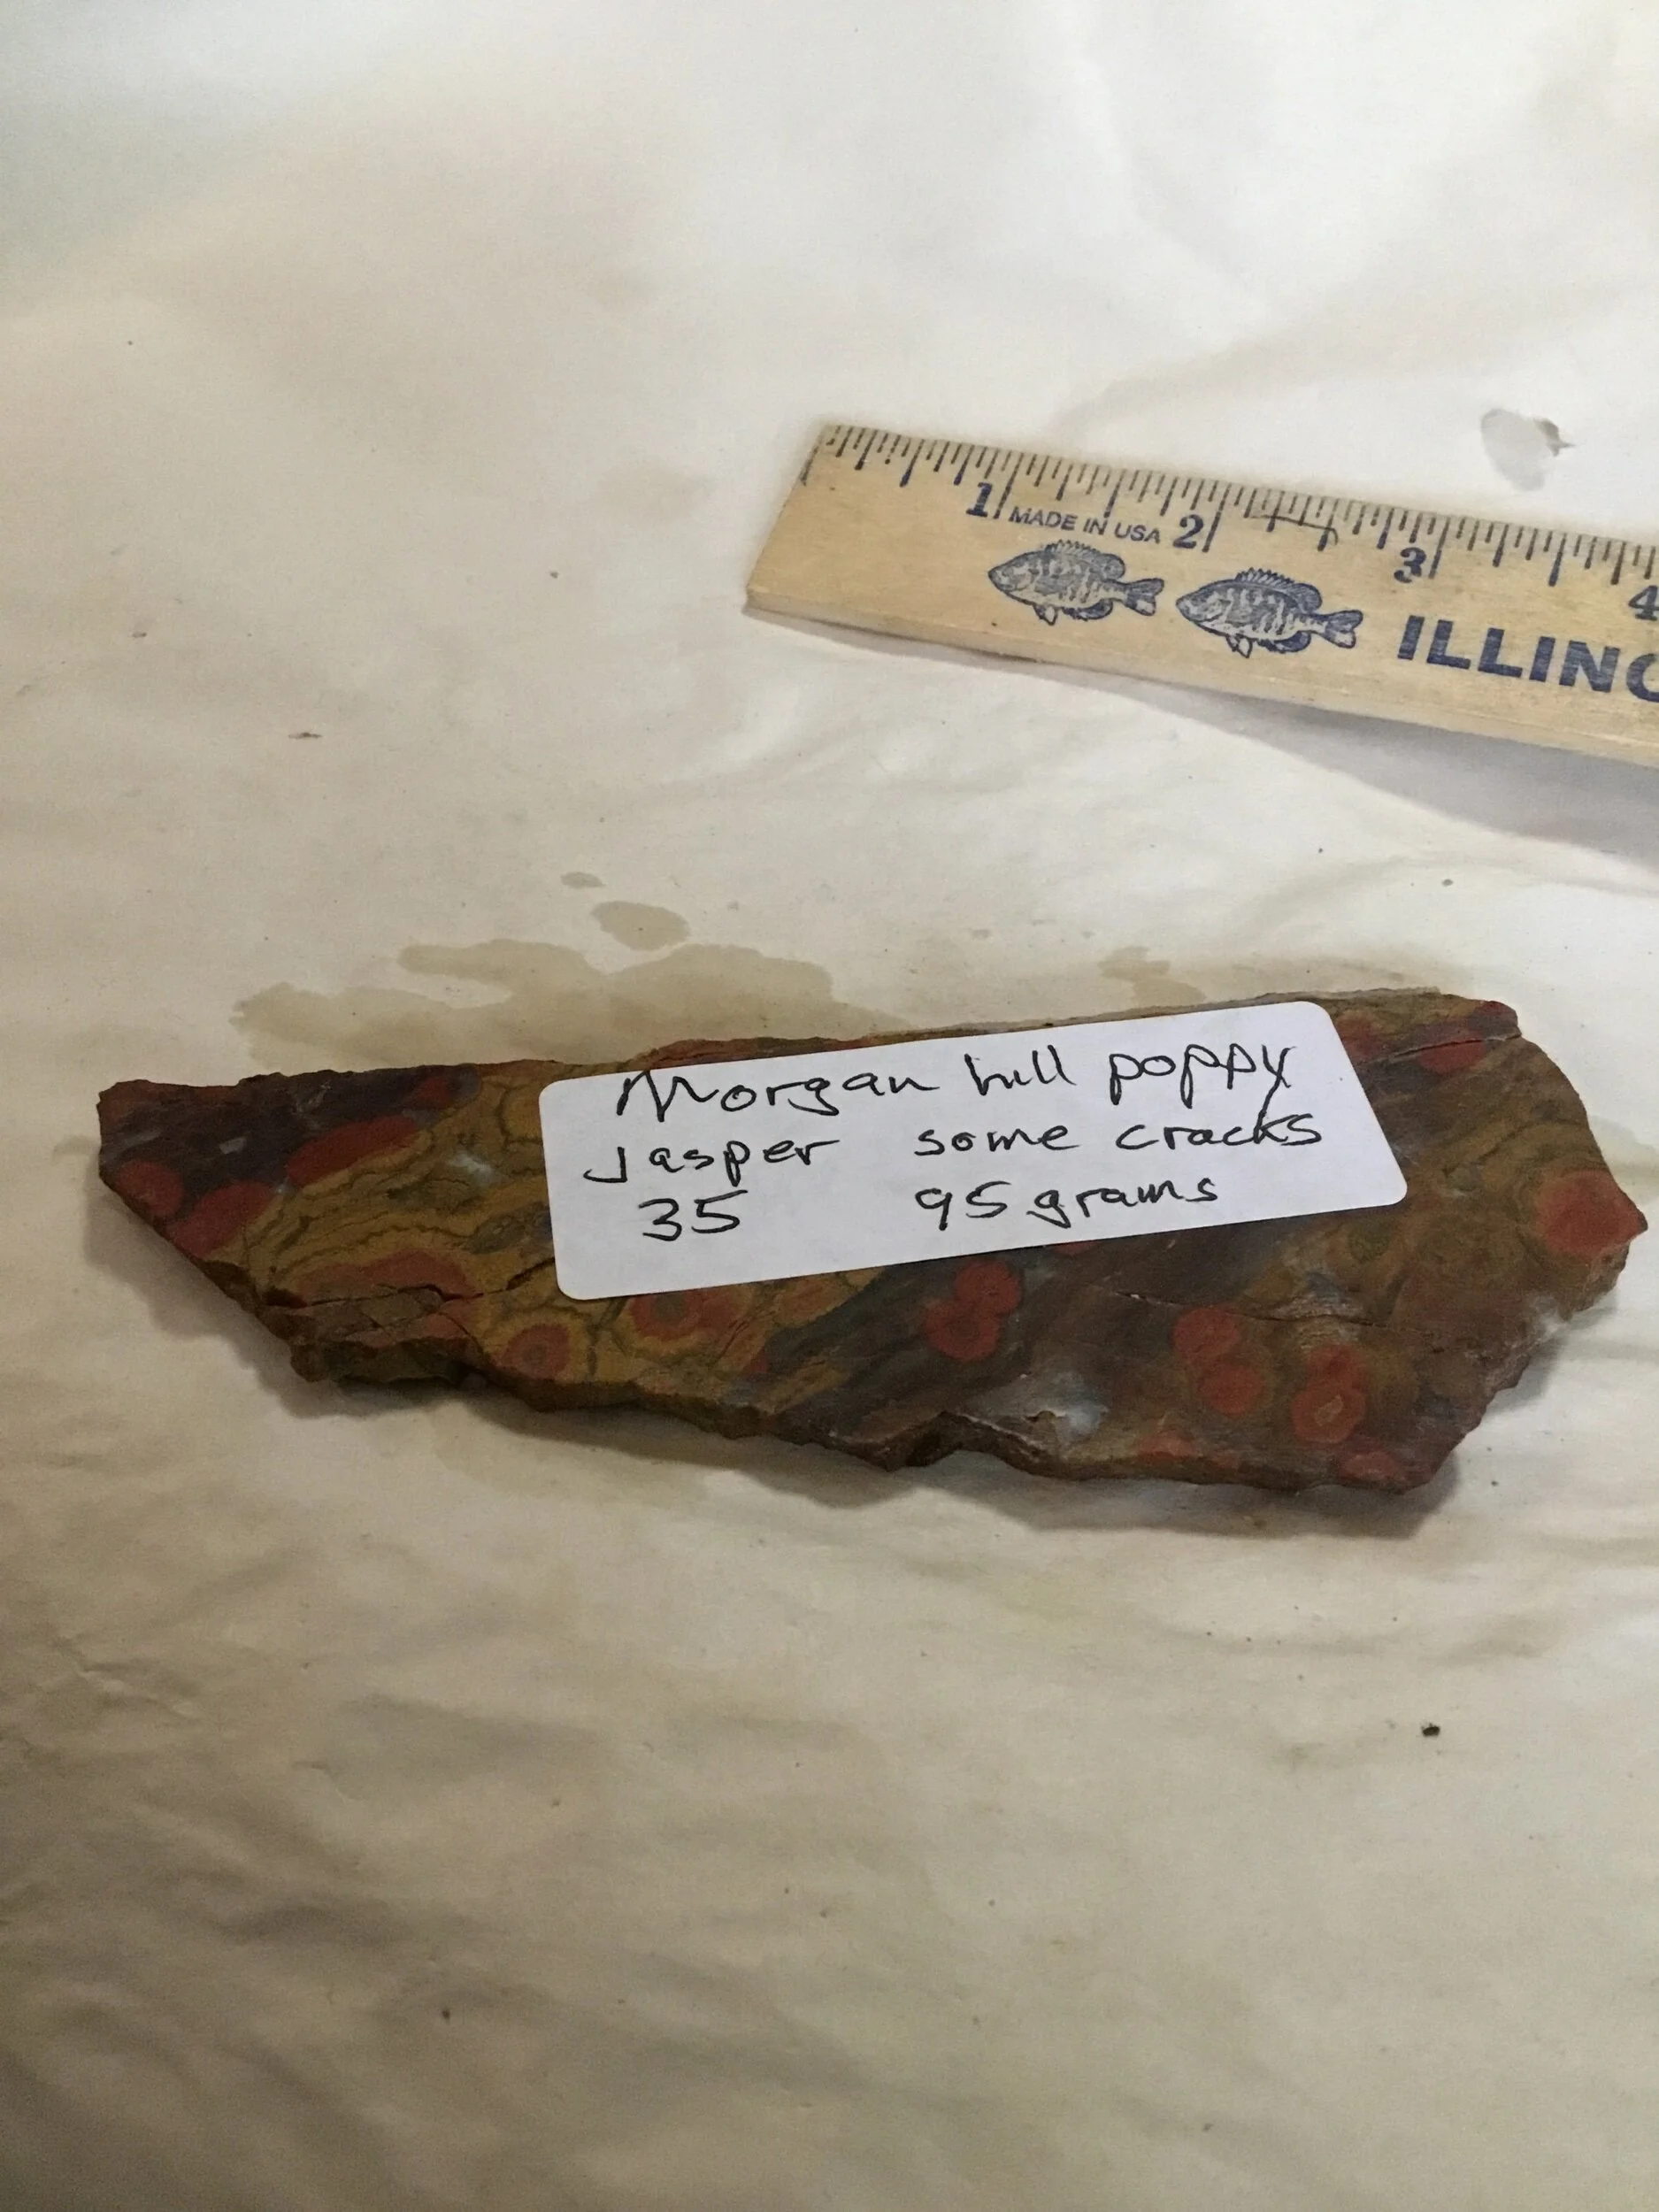 1 MADE IN USA 2 3 4
ILLINO
Morgan hill poppy
Jasper some cracks
35 95 grams